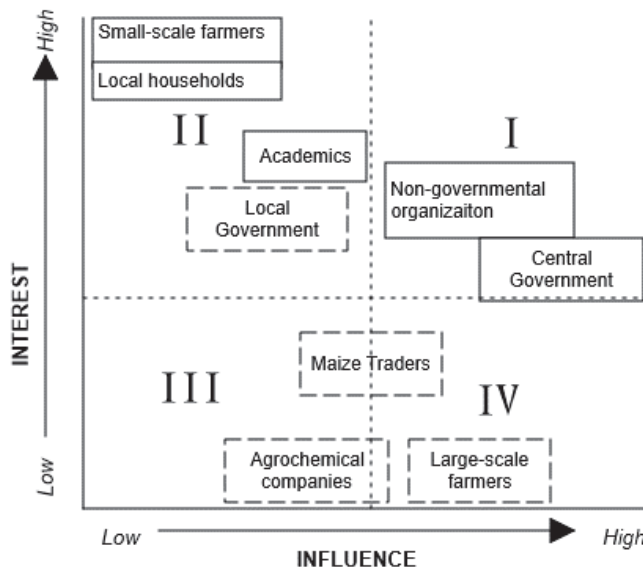 High
Small-scale farmers
Local households
II
I
Academics
Non-governmental
organizaiton
Local
Government
Central
Government
INTEREST
Maize Traders
III
IV
Agrochemical
companies
Large-scale
farmers
Low
Low
High
INFLUENCE